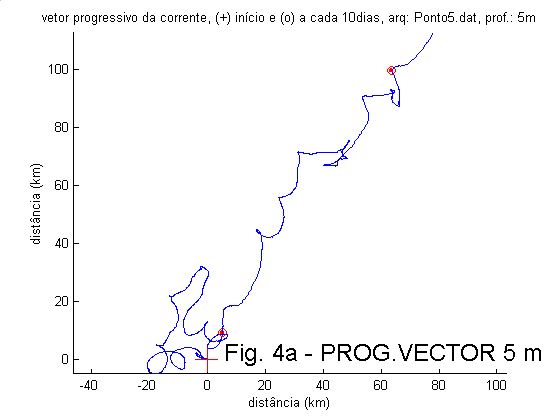 vetor progressivo da corrente, (+) início e (o) a cada 10dias, arq: Ponto5.dat, prof.: 5m
100
80
60
40
20
0
distância (km)
Fig. 4a - PROG.VECTOR 5 m
-40 -20 0 20 40 60 80 100
distância (km)